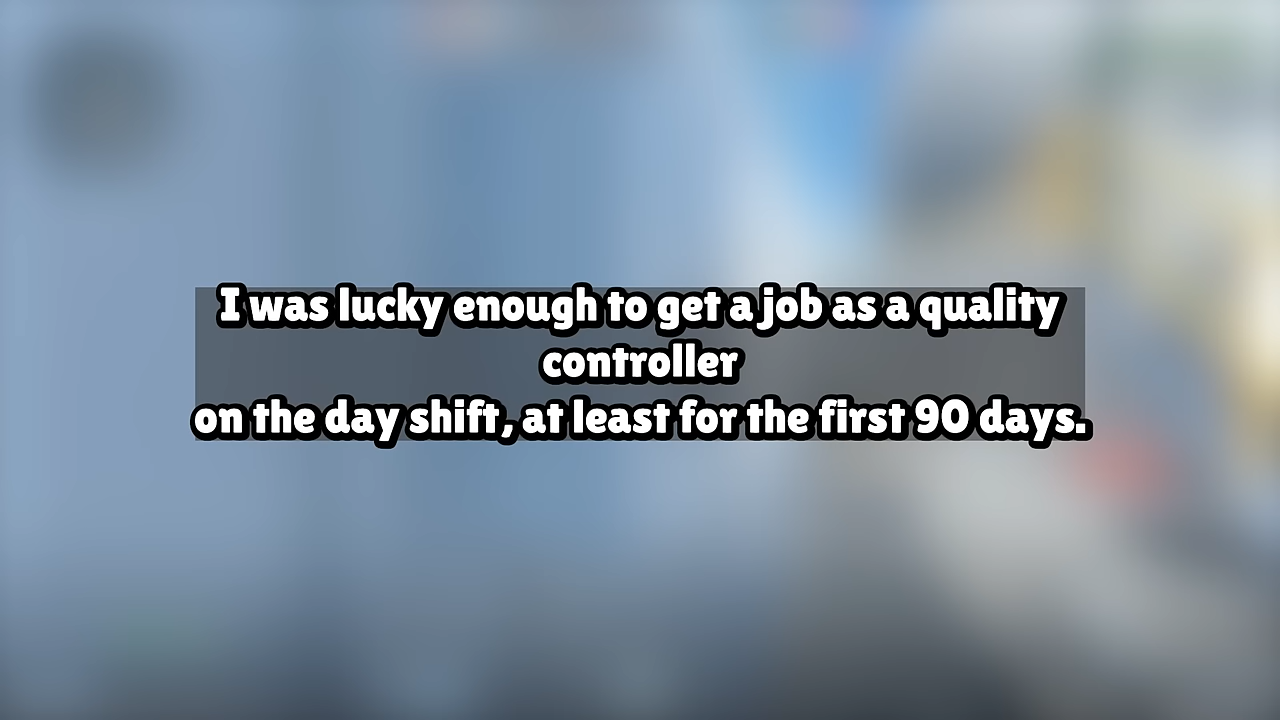 I was lucky enough to get a job as a quality
controller
on the day shift, at least for the first 90 days.